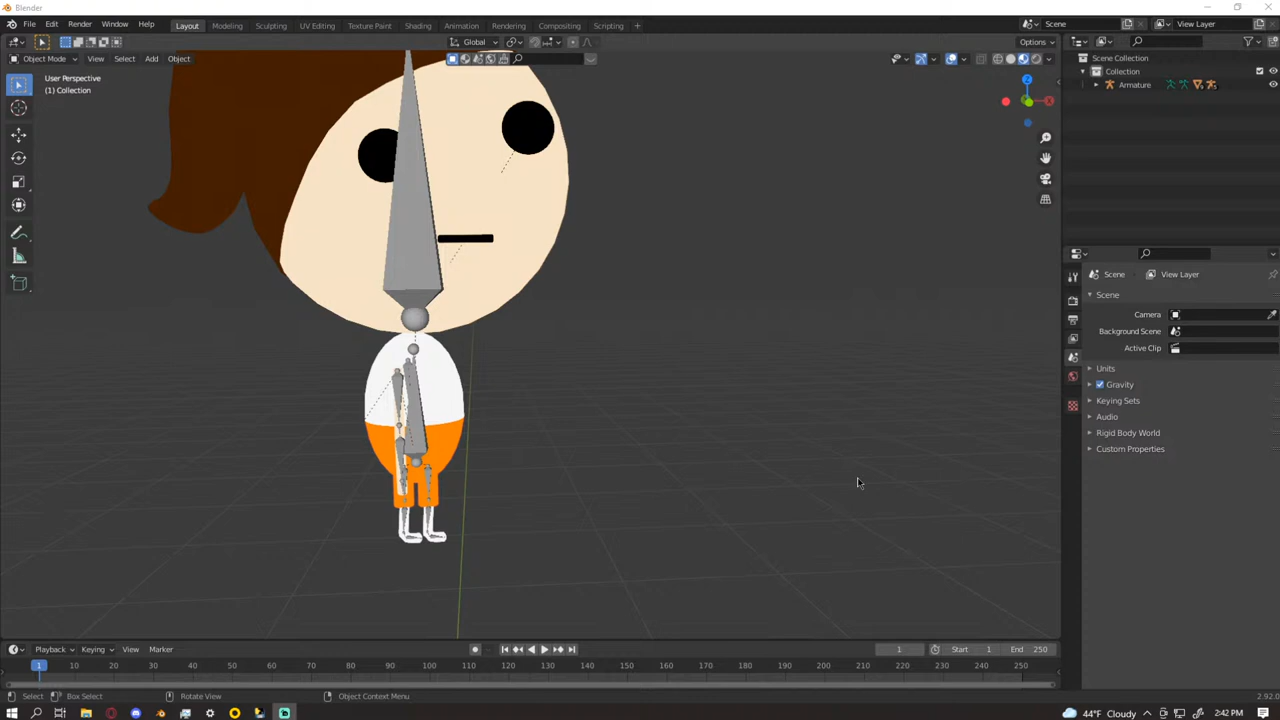 Blender
File Edit Render Window Help
Layout Modeling Sculpting UV Editing Texture Paint Shading Animation Rendering Compositing Scripting +
Scene View Layer
Global Options
Object Mode View Select Add Object
User Perspective
(1) Collection
Z
X
Scene Collection
Collection
Armature
Scene View Layer
Scene
Camera
Background Scene
Active Clip
Units
Gravity
Keying Sets
Audio
Rigid Body World
Custom Properties
Playback Keying View Marker 1 Start 1 End 250
1 10 20 30 40 50 60 70 80 90 100 110 120 130 140 150 160 170 180 190 200 210 220 230 240 250
Select Box Select Rotate View Object Context Menu 2.92.0
44°F Cloudy 2:42 PM